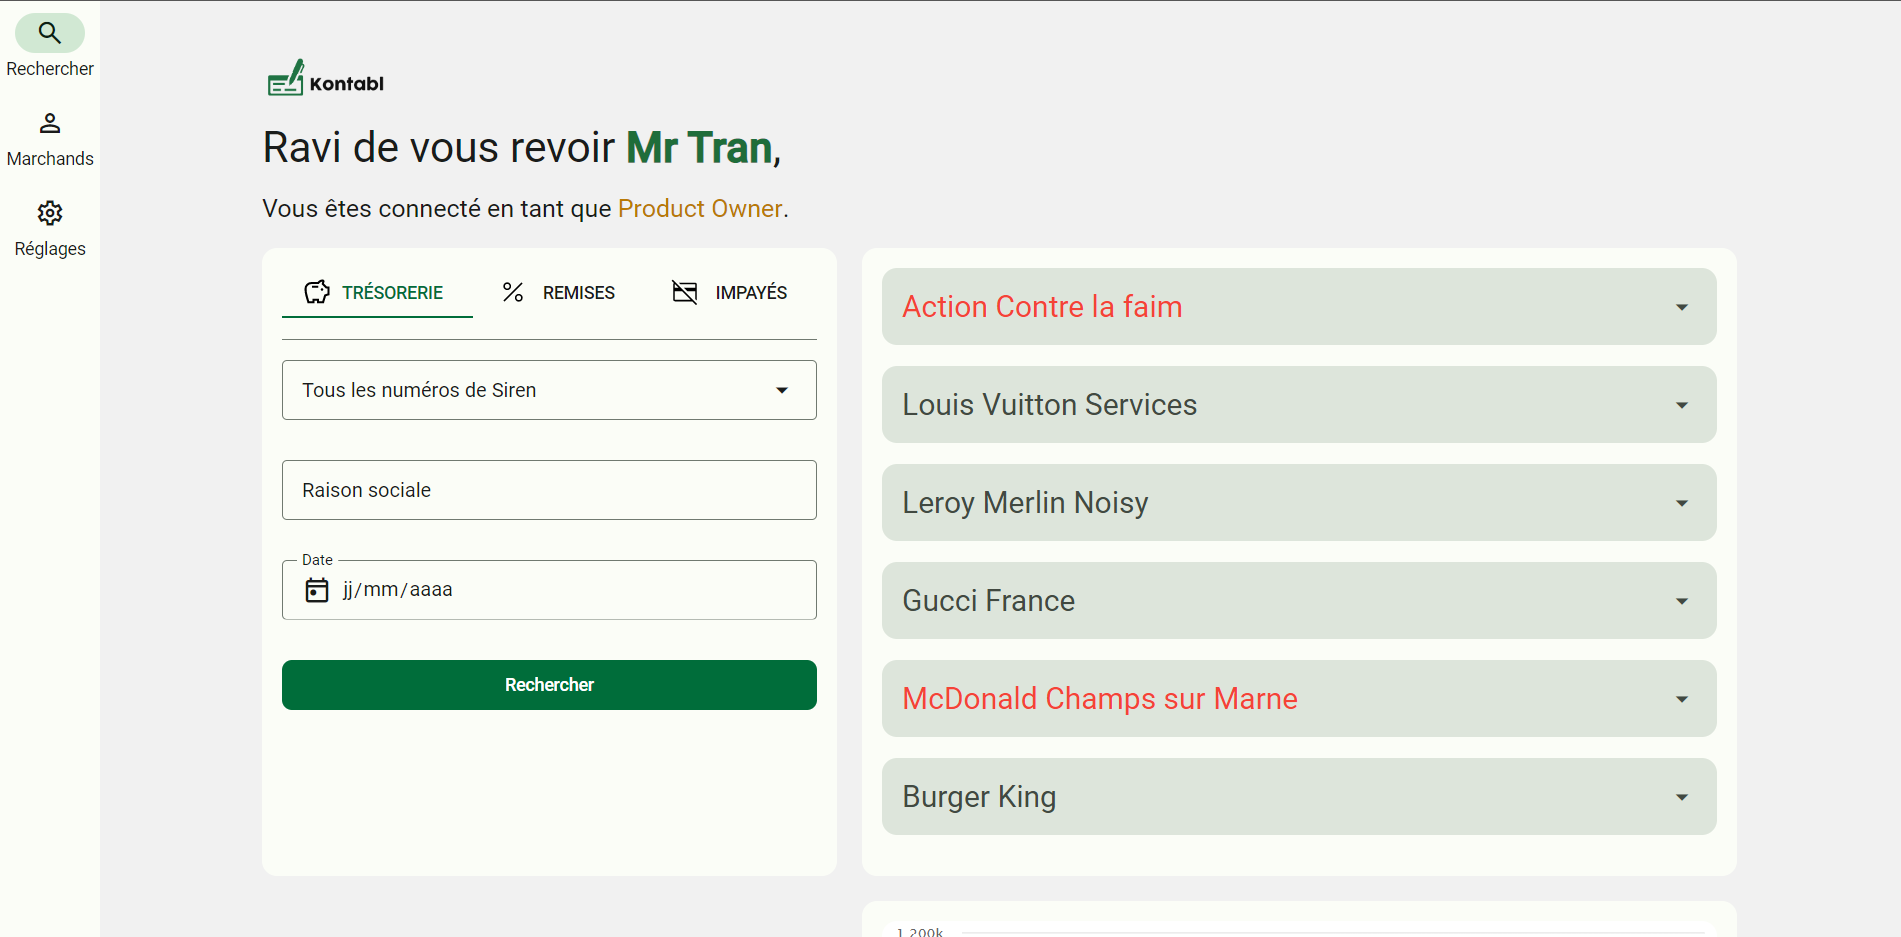 Rechercher
Marchands
Réglages
Kontabl
Ravi de vous revoir Mr Tran,
Vous êtes connecté en tant que Product Owner.
TRÉSORERIE REMISES IMPAYÉS
Tous les numéros de Siren
Raison sociale
Date
jj/mm/aaaa
Rechercher
Action Contre la faim
Louis Vuitton Services
Leroy Merlin Noisy
Gucci France
McDonald Champs sur Marne
Burger King
1 200k